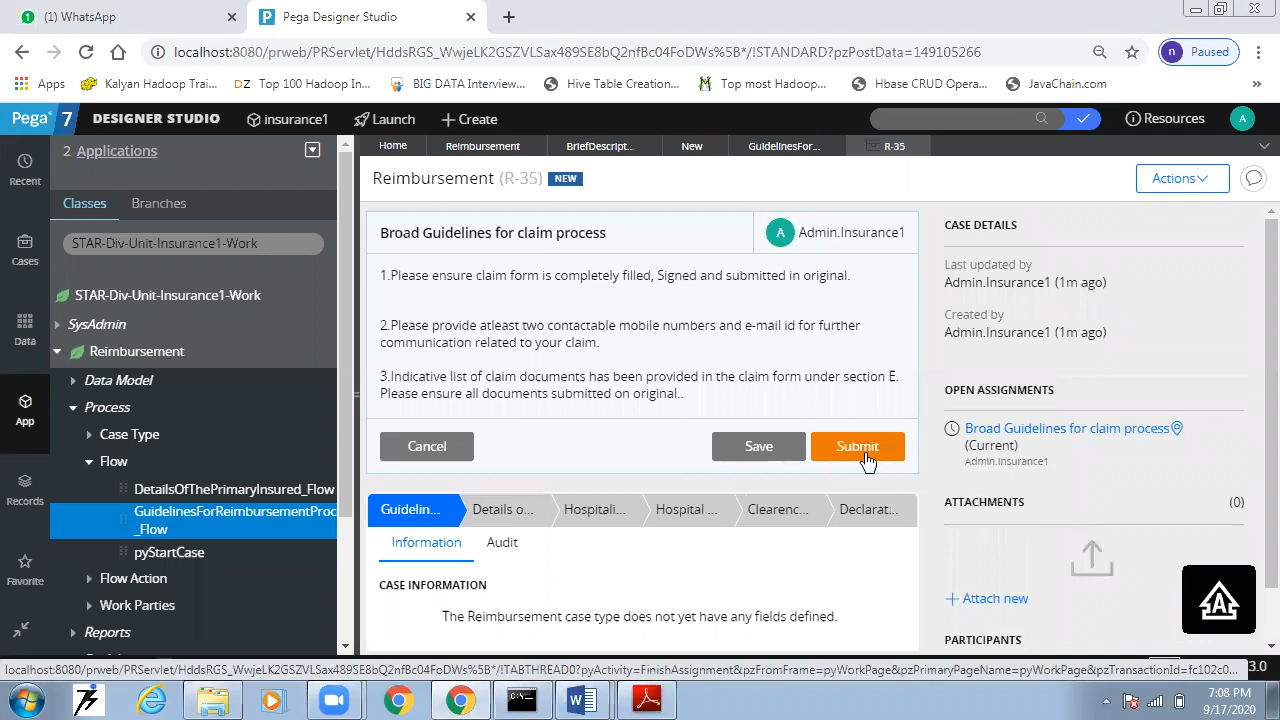 (1) WhatsApp
Pega Designer Studio
localhost:8080/prweb/PRServlet/HddsRGS_WwjeLK2GSZVLSax489SE8bQ2nfBc04FoDWs%5B*/!STANDARD?pzPostData=149105266
n
Paused
Apps
Kalyan Hadoop Trai...
DZ
Top 100 Hadoop In...
BIG DATA Interview...
Hive Table Creation...
Top most Hadoop...
Hbase CRUD Opera...
JavaChain.com
»
Pega 7 DESIGNER STUDIO
insurance1
Launch
Create
Resources
A
Recent
Cases
Data
App
Records
Favorite
2 Applications
Classes
Branches
STAR-Div-Unit-Insurance1-Work
STAR-Div-Unit-Insurance1-Work
SysAdmin
Reimbursement
Data Model
Process
Case Type
Flow
DetailsOfThePrimaryInsured_Flow
GuidelinesForReimbursementProc
_Flow
pyStartCase
Flow Action
Work Parties
Reports
Home
Reimbursement
BriefDescript...
New
GuidelinesFor...
R-35
Reimbursement (R-35) NEW
Actions
Broad Guidelines for claim process
A
Admin.Insurance1
1.Please ensure claim form is completely filled, Signed and submitted in original.
2.Please provide atleast two contactable mobile numbers and e-mail id for further
communication related to your claim.
3.Indicative list of claim documents has been provided in the claim form under section E.
Please ensure all documents submitted on original..
Cancel
Save
Submit
Guidelin...
Details o...
Hospitali...
Hospital ...
Clearenc...
Declarat...
Information
Audit
CASE INFORMATION
The Reimbursement case type does not yet have any fields defined.
CASE DETAILS
Last updated by
Admin.Insurance1 (1m ago)
Created by
Admin.Insurance1 (1m ago)
OPEN ASSIGNMENTS
Broad Guidelines for claim process
(Current)
Admin.Insurance1
ATTACHMENTS
(0)
Attach new
PARTICIPANTS
A
localhost:8080/prweb/PRServlet/HddsRGS_WwjeLK2GSZVLSax489SE8bQ2nfBc04FoDWs%5B*/!TABTHREAD0?pyActivity=FinishAssignment&pzFromFrame=pyWorkPage&pzPrimaryPageName=pyWorkPage&pzTransactionId=fc102c0...
3.0
7:08 PM
9/17/2020